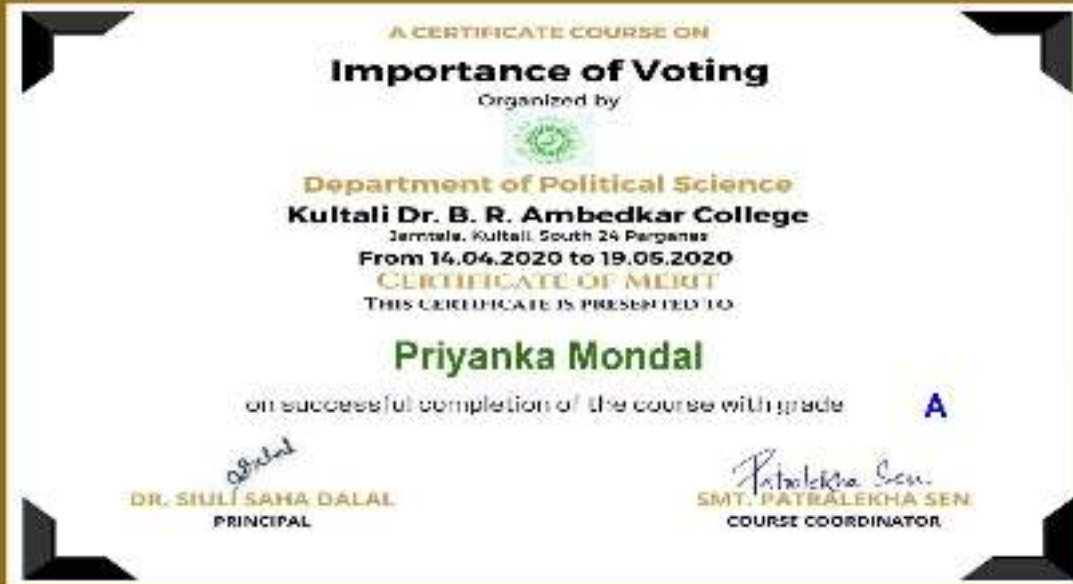 A CERTIFICATE COURSE ON
Importance of Voting
Organized by
Department of Political Science
Kultali Dr. B. R. Ambedkar College
Jamtala, Kultali, South 24 Parganas
From 14.04.2020 to 19.05.2020
CERTIFICATE OF MERIT
THIS CERTIFICATE IS PRESENTED TO
Priyanka Mondal
on successful completion of the course with grade A
Patralekha Sen.
DR. SIULI SAHA DALAL
SMT. PATRALEKHA SEN
PRINCIPAL
COURSE COORDINATOR